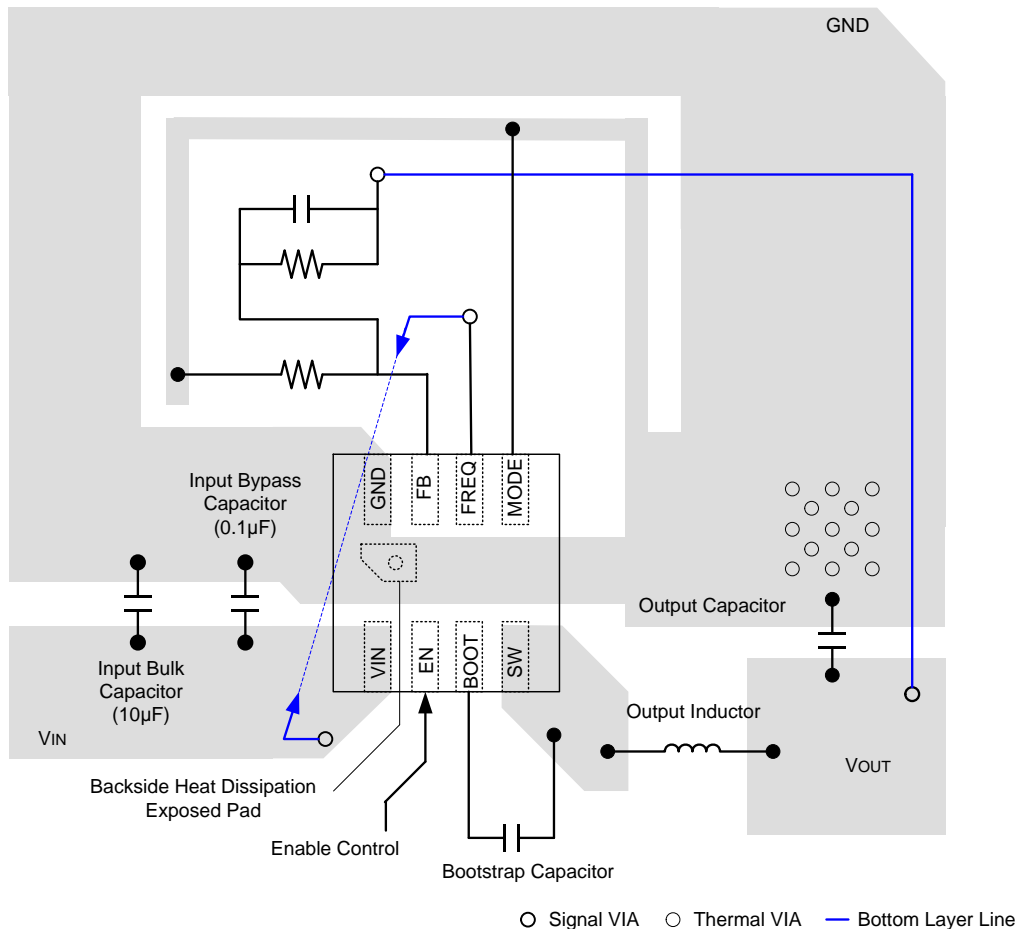 GND
GND
FB
FREQ
MODE
Input Bypass
Capacitor
(0.1µF)
Output Capacitor
VIN
EN
BOOT
SW
Input Bulk
Capacitor
(10µF)
VIN
Output Inductor
VOUT
Backside Heat Dissipation
Exposed Pad
Enable Control
Bootstrap Capacitor
Signal VIA
Thermal VIA
Bottom Layer Line